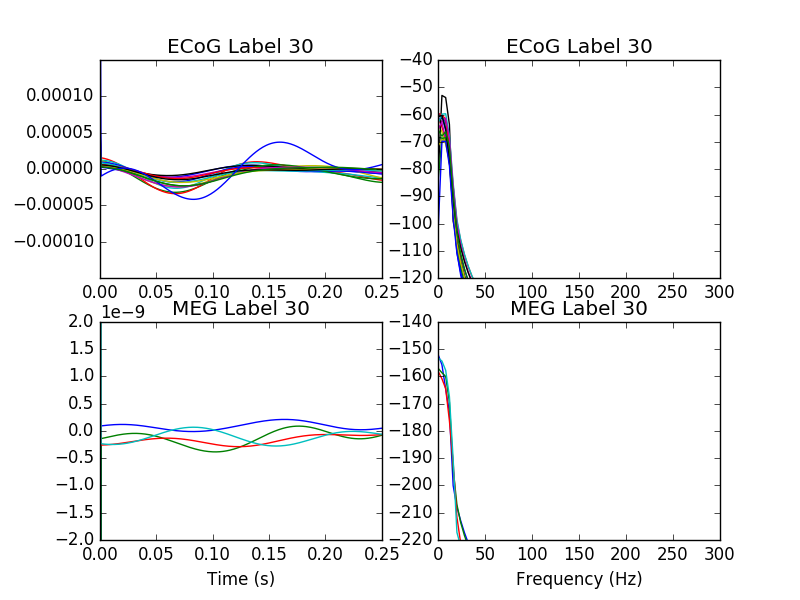 ECoG Label 30
0.00010
0.00005
0.00000
−0.00005
−0.00010
0.00 0.05 0.10 0.15 0.20 0.25
ECoG Label 30
−40
−50
−60
−70
−80
−90
−100
−110
−120
0 50 100 150 200 250 300
MEG Label 30
1e−9
2.0
1.5
1.0
0.5
0.0
−0.5
−1.0
−1.5
−2.0
0.00 0.05 0.10 0.15 0.20 0.25
Time (s)
MEG Label 30
−140
−150
−160
−170
−180
−190
−200
−210
−220
0 50 100 150 200 250 300
Frequency (Hz)